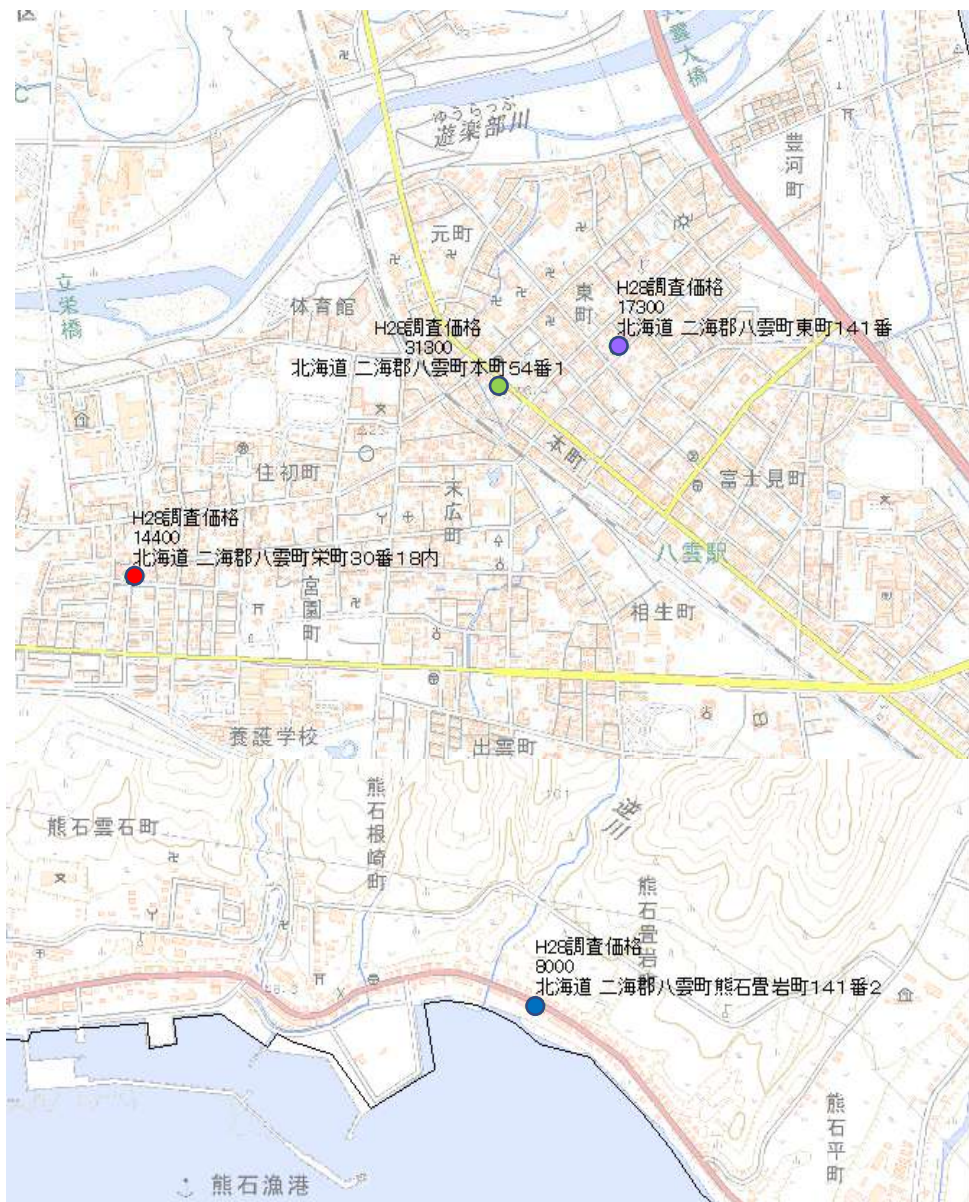 区
C
雲大橋
ゆうらっぷ
遊楽部川
豊河町
元町
立栄橋
体育館
東町
H28調査価格
17300
北海道 二海郡八雲町東町141番
H28調査価格
31300
北海道 二海郡八雲町本町54番1
本町
住初町
末広町
富士見町
H28調査価格
14400
北海道 二海郡八雲町栄町30番18内
八雲駅
宮園町
相生町
養護学校
出雲町
熊石雲石町
熊石根崎町
逆川
熊石畳岩
H28調査価格
8000
北海道 二海郡八雲町熊石畳岩町141番2
熊石平町
熊石漁港